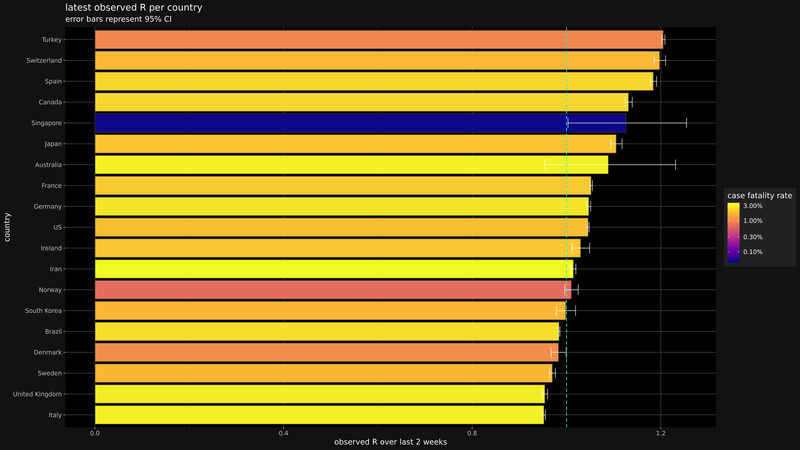 latest observed R per country
error bars represent 95% CI
country
Turkey
Switzerland
Spain
Canada
Singapore
Japan
Australia
France
Germany
US
Ireland
Iran
Norway
South Korea
Brazil
Denmark
Sweden
United Kingdom
Italy
0.0 0.4 0.8 1.2
observed R over last 2 weeks
case fatality rate
3.00%
1.00%
0.30%
0.10%